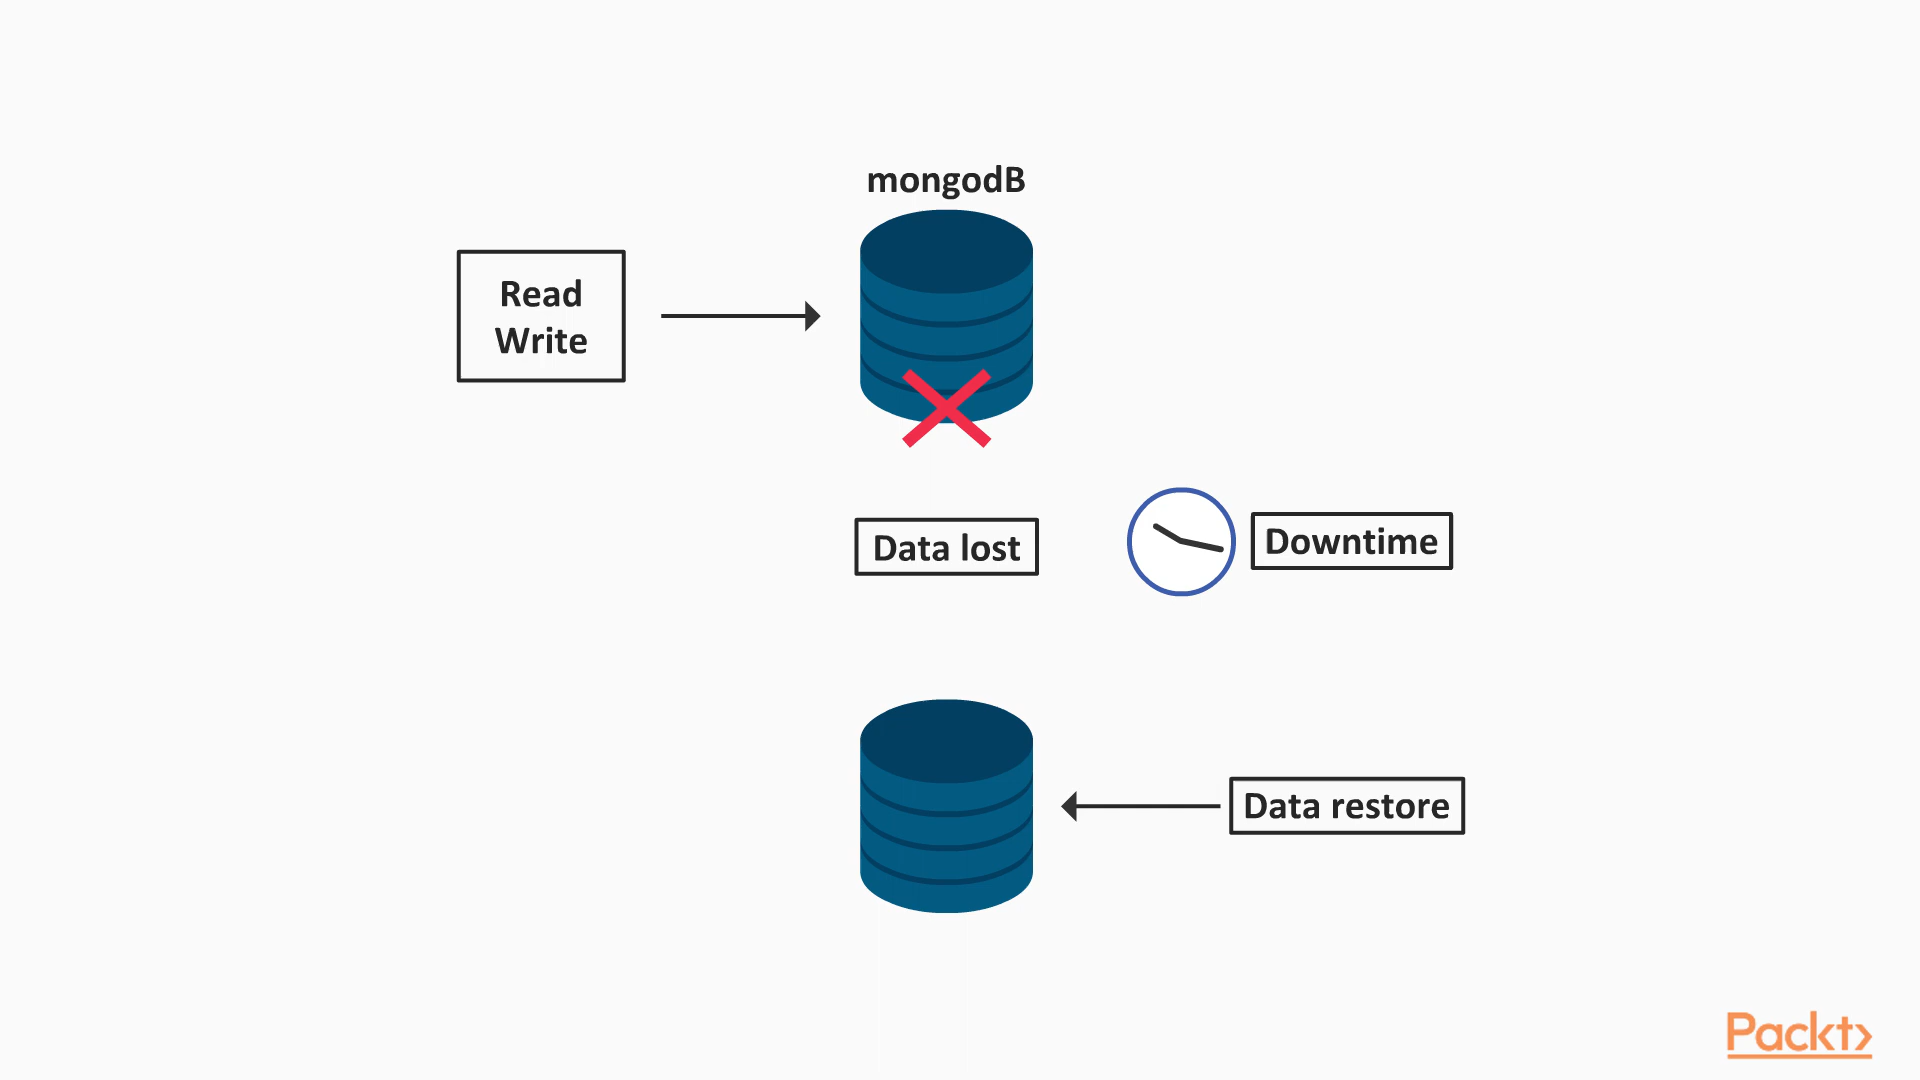 mongodB
Read
Write
Data lost
Downtime
Data restore
Packt>